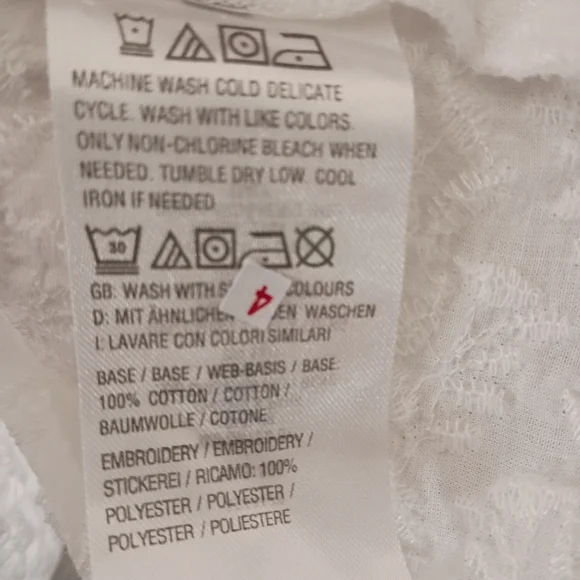 MACHINE WASH COLD DELICATE
CYCLE. WASH WITH LIKE COLORS.
ONLY NON-CHLORINE BLEACH WHEN
NEEDED. TUMBLE DRY LOW. COOL
IRON IF NEEDED
30
GB: WASH WITH COLOURS
D: MIT ÄHNLICHEN WASCHEN
I: LAVARE CON COLORI SIMILARI
4
BASE / BASE / WEB-BASIS / BASE:
100% COTTON / COTTON /
BAUMWOLLE / COTONE
EMBROIDERY / EMBROIDERY /
STICKEREI / RICAMO: 100%
POLYESTER / POLYESTER /
POLYESTER / POLIESTERE